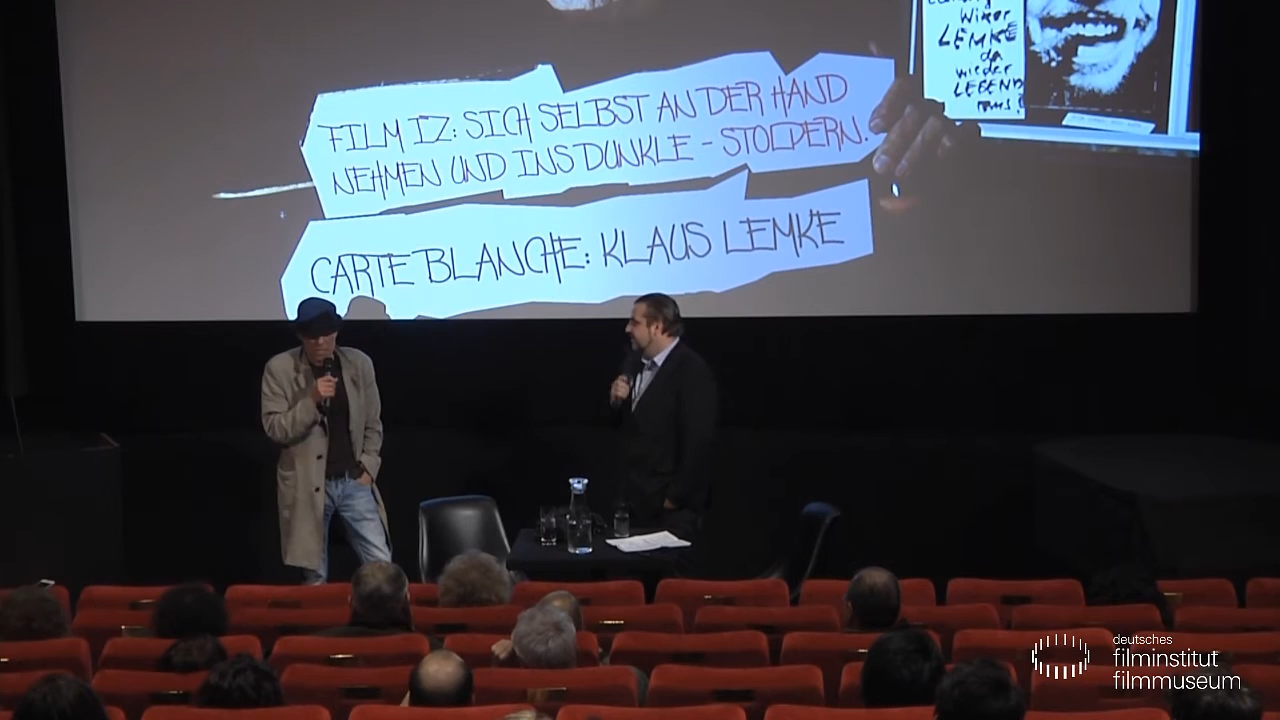 Wieder
LEMKE
da
wieder
LEGENDE
FILM IZ: SICH SELBST AN DER HAND
NEHMEN UND INS DUNKLE - STOLPERN.
CARTE BLANCHE: KLAUS LEMKE
deutsches
filminstitut
filmmuseum